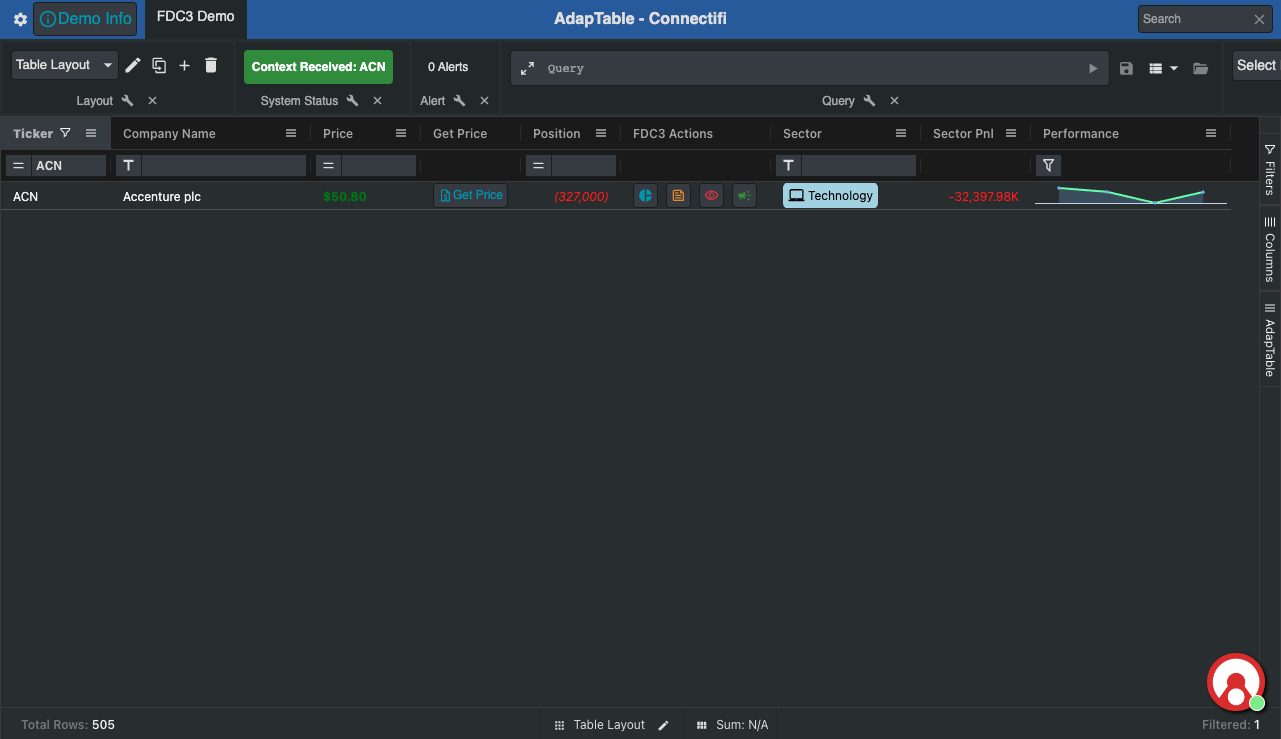 Demo Info
FDC3 Demo
AdapTable - Connectifi
Search
Table Layout
Context Received: ACN
0 Alerts
Query
Select
Layout
System Status
Alert
Query
Ticker
Company Name
Price
Get Price
Position
FDC3 Actions
Sector
Sector Pnl
Performance
ACN
ACN
Accenture plc
$50.80
Get Price
(327,000)
Technology
-32,397.98K
Filters
Columns
AdapTable
Total Rows: 505
Table Layout
Sum: N/A
Filtered: 1